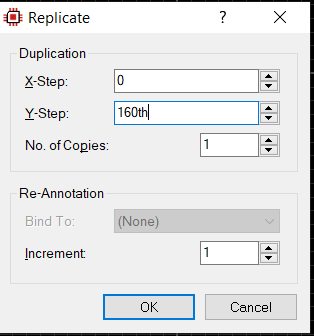 Replicate
Duplication
X-Step: 0
Y-Step: 160th
No. of Copies: 1
Re-Annotation
Bind To: (None)
Increment: 1
OK Cancel